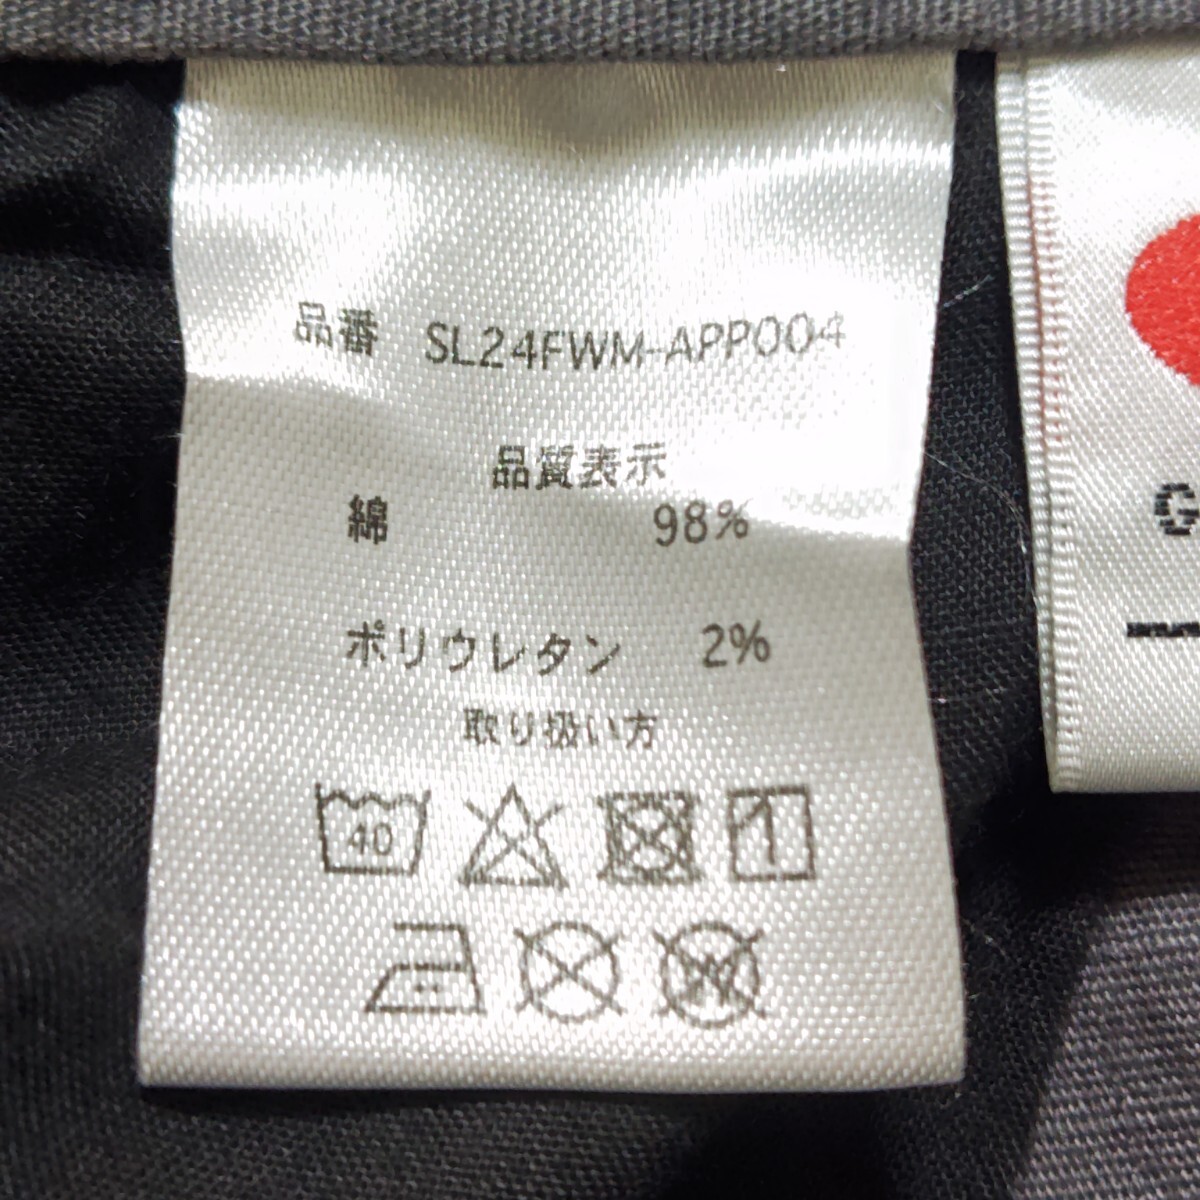 品番 SL24FWM-APP004
品質表示
綿 98%
ポリウレタン 2%
取り扱い方
40
W
G